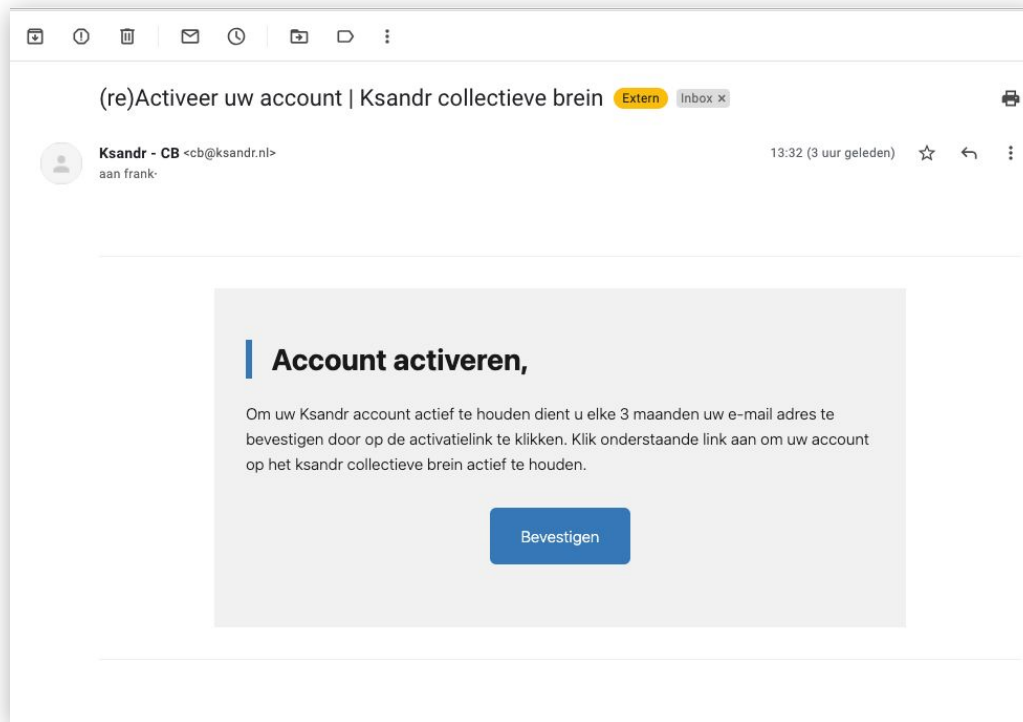 (re)Activeer uw account | Ksandr collectieve brein Extern Inbox ×
Ksandr - CB <cb@ksandr.nl> 13:32 (3 uur geleden)
aan frank-
Account activeren,
Om uw Ksandr account actief te houden dient u elke 3 maanden uw e-mail adres te
bevestigen door op de activatielink te klikken. Klik onderstaande link aan om uw account
op het ksandr collectieve brein actief te houden.
Bevestigen